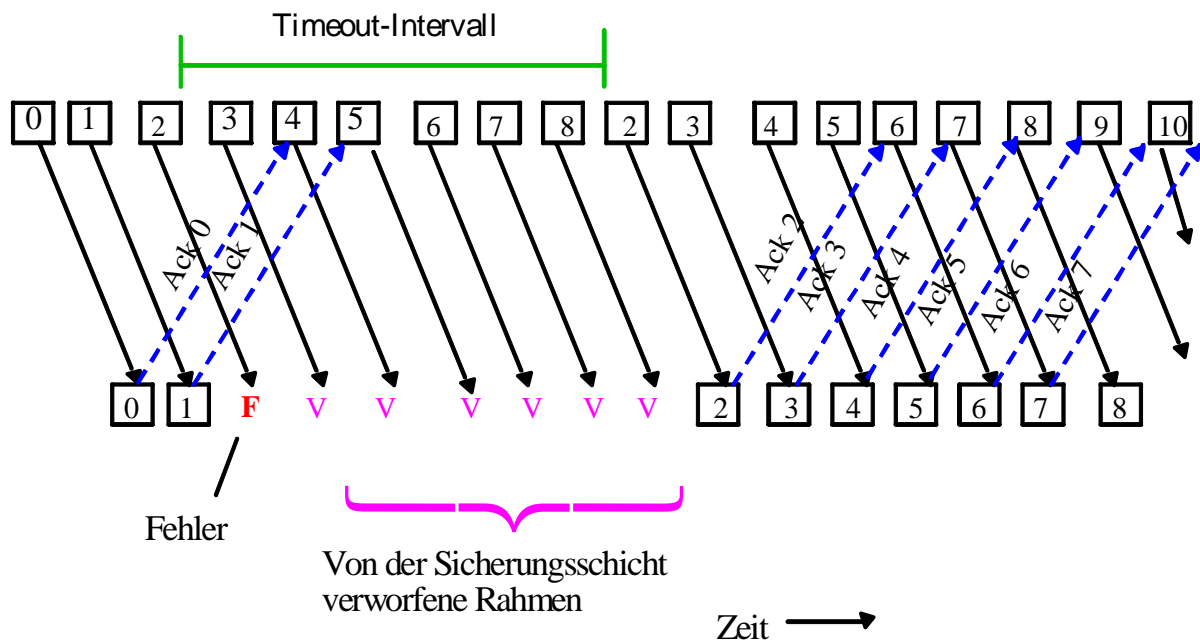 Timeout-Intervall
0 1 2 3 4 5 6 7 8 2 3 4 5 6 7 8 9 10
Ack 0 Ack 1 Ack 2 Ack 3 Ack 4 Ack 5 Ack 6 Ack 7
0 1 F V V V V V V 2 3 4 5 6 7 8
Fehler
Von der Sicherungsschicht
verworfene Rahmen
Zeit